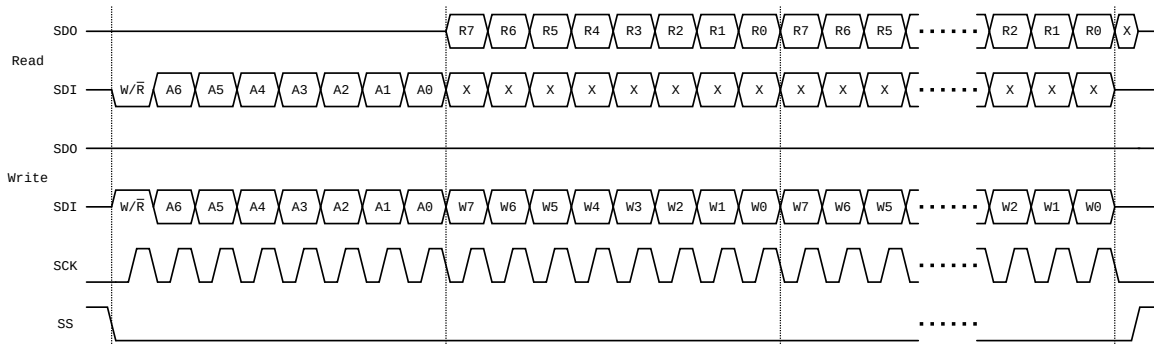 SDO R7 R6 R5 R4 R3 R2 R1 R0 R7 R6 R5 R2 R1 R0 X
Read
SDI W/R̅ A6 A5 A4 A3 A2 A1 A0 X X X X X X X X X X X X X X
SDO
Write
SDI W/R̅ A6 A5 A4 A3 A2 A1 A0 W7 W6 W5 W4 W3 W2 W1 W0 W7 W6 W5 W2 W1 W0
SCK
SS